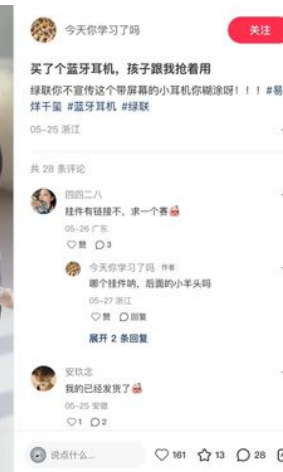 今天你学习了吗
关注
买了个蓝牙耳机，孩子跟我抢着用
绿联你不宣传这个带屏幕的小耳机你糊涂呀！！！#易
烊千玺 #蓝牙耳机 #绿联
05-25 浙江
共 28 条评论
四四二八
挂件有链接不，求一个赛
05-26 广东
赞 3
今天你学习了吗 作者
哪个挂件呐，后面的小羊头吗
05-27 浙江
赞 回复
展开 2 条回复
安玖念
我的已经发货了
05-25 安徽
1 2
说点什么...
161 13 28